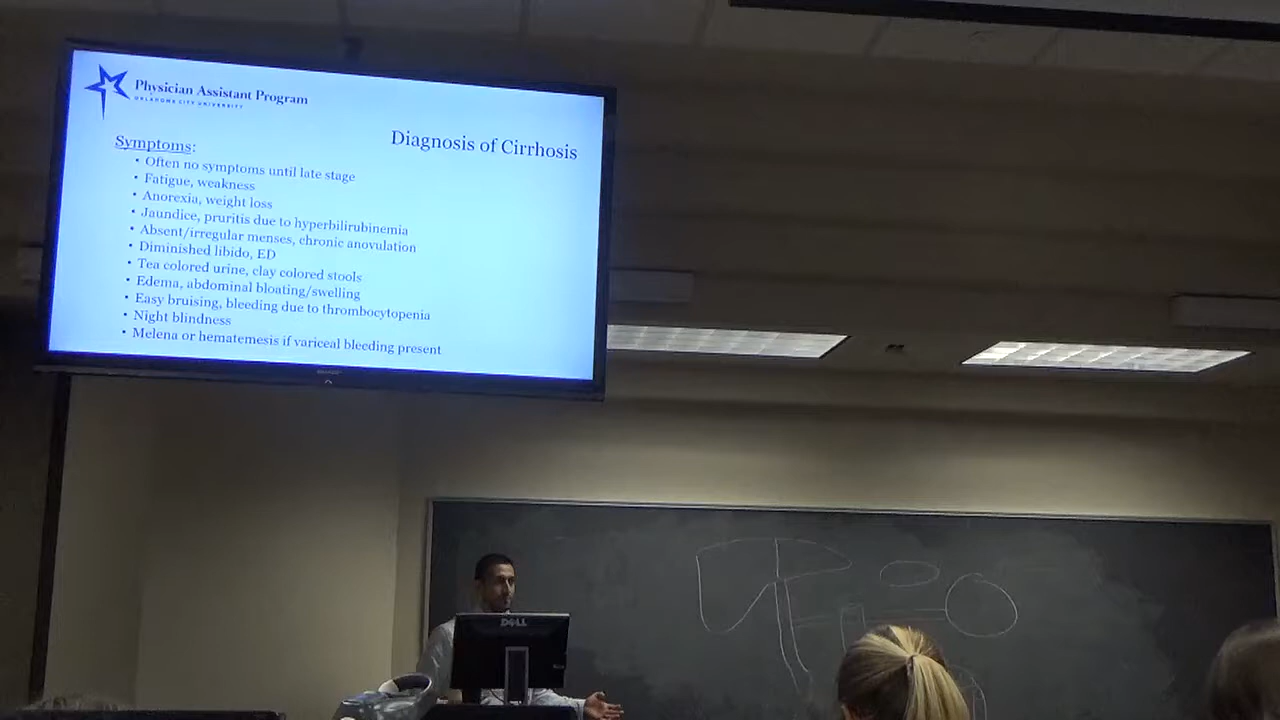 Physician Assistant Program
OKLAHOMA CITY UNIVERSITY
Diagnosis of Cirrhosis
Symptoms:
• Often no symptoms until late stage
• Fatigue, weakness
• Anorexia, weight loss
• Jaundice, pruritis due to hyperbilirubinemia
• Absent/irregular menses, chronic anovulation
• Diminished libido, ED
• Tea colored urine, clay colored stools
• Edema, abdominal bloating/swelling
• Easy bruising, bleeding due to thrombocytopenia
• Night blindness
• Melena or hematemesis if variceal bleeding present
DELL